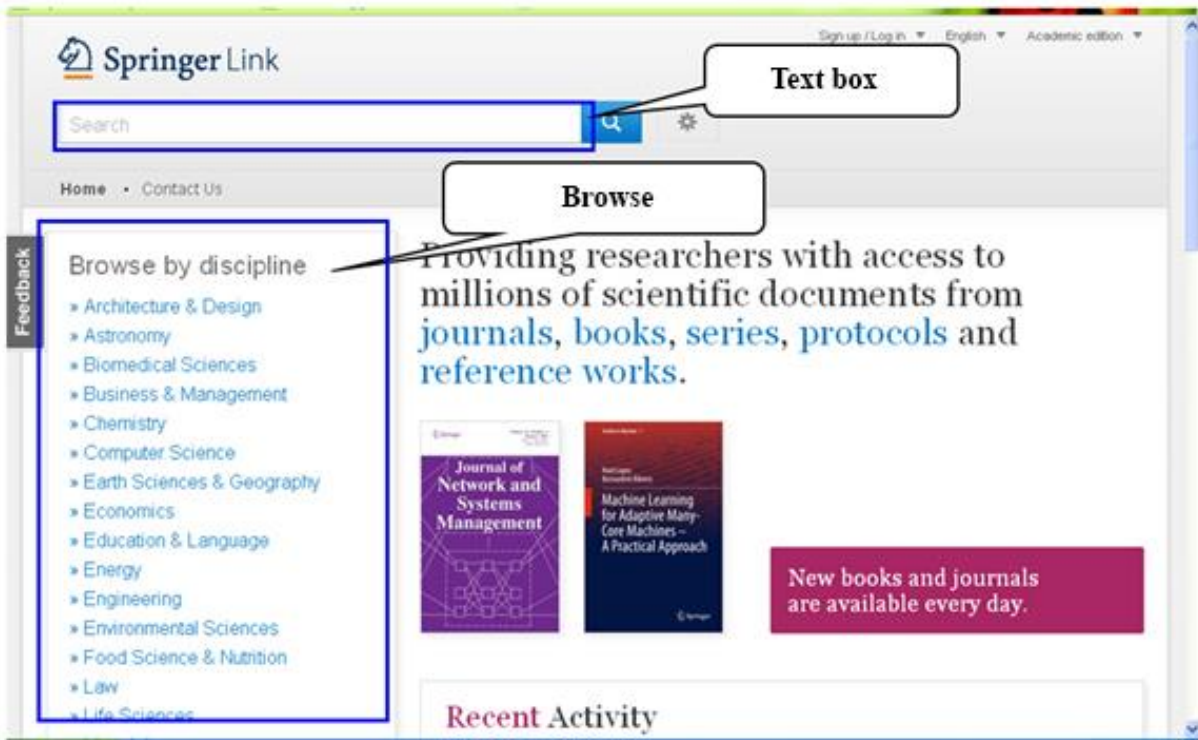 Sign up / Log in English Academic edition
Springer Link
Text box
Search
Home • Contact Us
Browse
Feedback
Browse by discipline
» Architecture & Design
» Astronomy
» Biomedical Sciences
» Business & Management
» Chemistry
» Computer Science
» Earth Sciences & Geography
» Economics
» Education & Language
» Energy
» Engineering
» Environmental Sciences
» Food Science & Nutrition
» Law
» Life Sciences
Providing researchers with access to
millions of scientific documents from
journals, books, series, protocols and
reference works.
Springer
Journal of
Network and
Systems
Management
Machine Learning
for Adaptive Many-
Core Machines –
A Practical Approach
Springer
New books and journals
are available every day.
Recent Activity